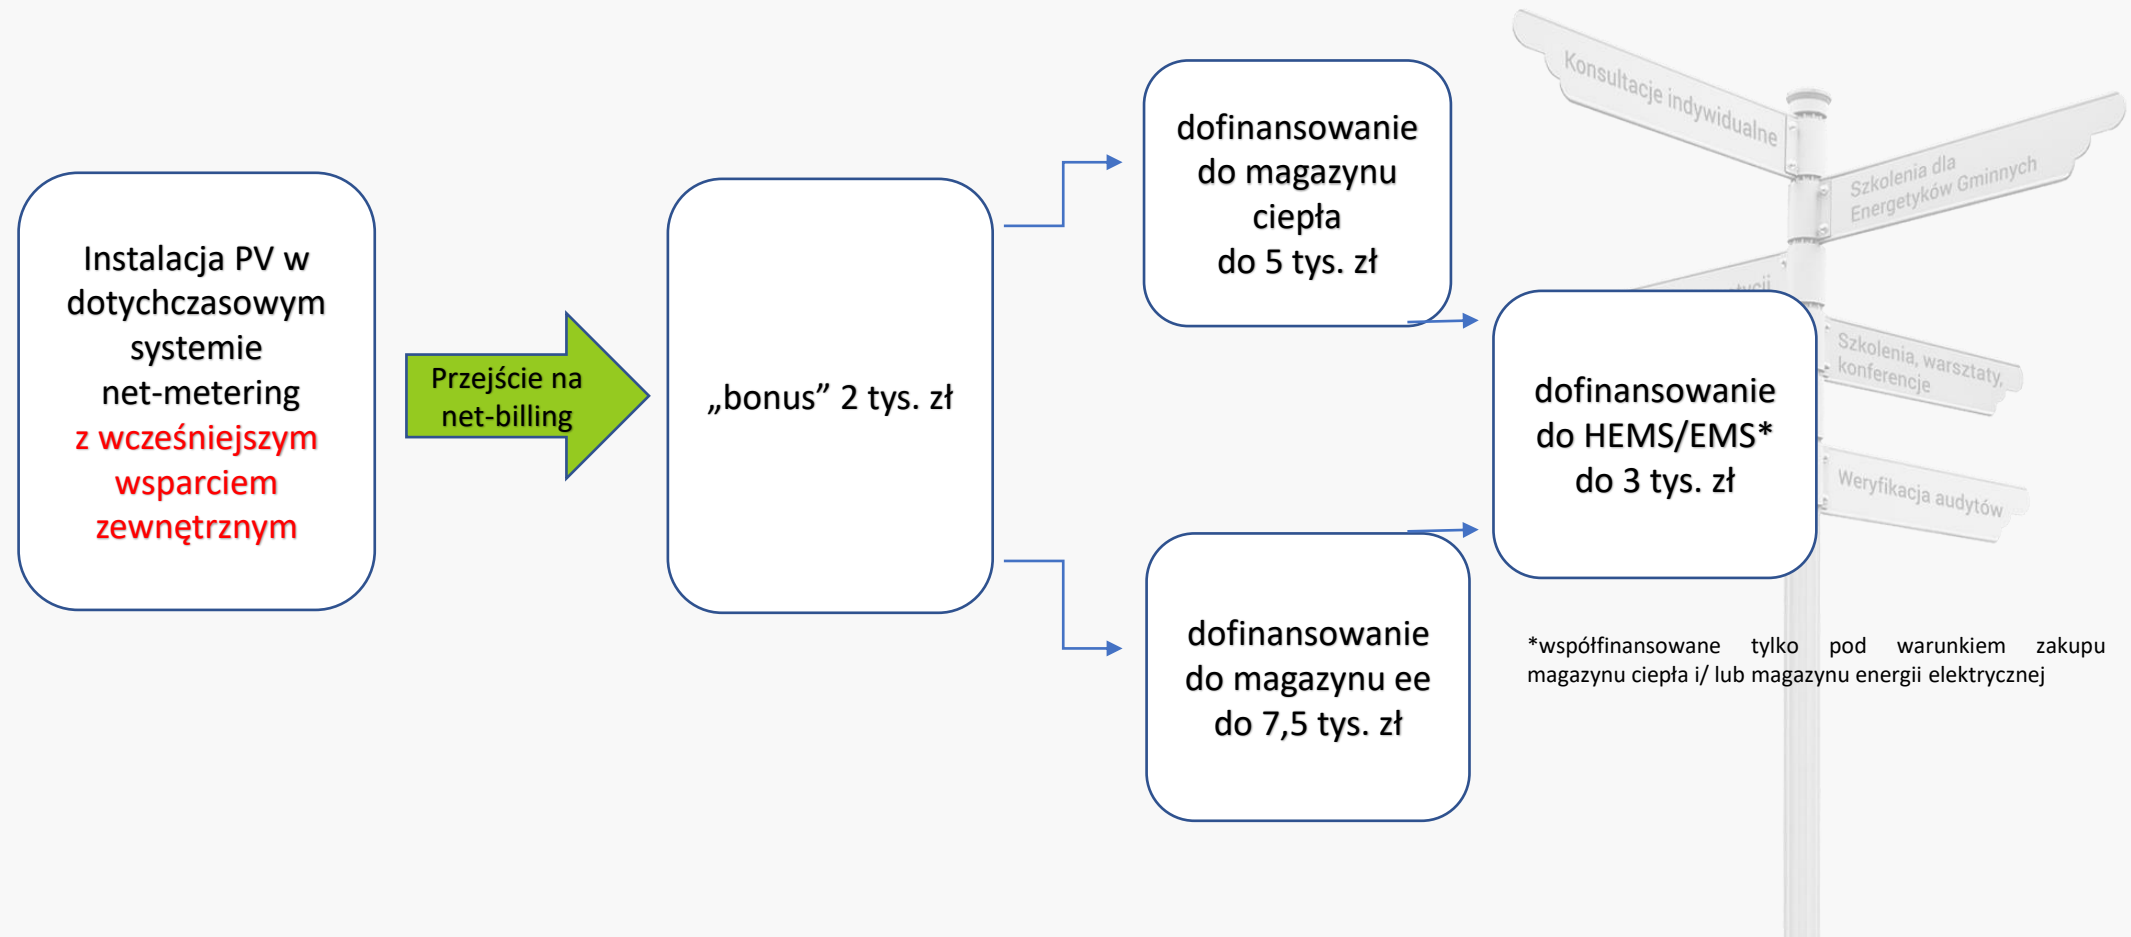 Instalacja PV w
dotychczasowym
systemie
net-metering
z wcześniejszym
wsparciem
zewnętrznym
Przejście na
net-billing
„bonus” 2 tys. zł
dofinansowanie
do magazynu
ciepła
do 5 tys. zł
dofinansowanie
do magazynu ee
do 7,5 tys. zł
dofinansowanie
do HEMS/EMS*
do 3 tys. zł
*współfinansowane tylko pod warunkiem zakupu
magazynu ciepła i/ lub magazynu energii elektrycznej
Konsultacje indywidualne
Szkolenia dla
Energetyków Gminnych
Szkolenia, warsztaty,
konferencje
Weryfikacja audytów